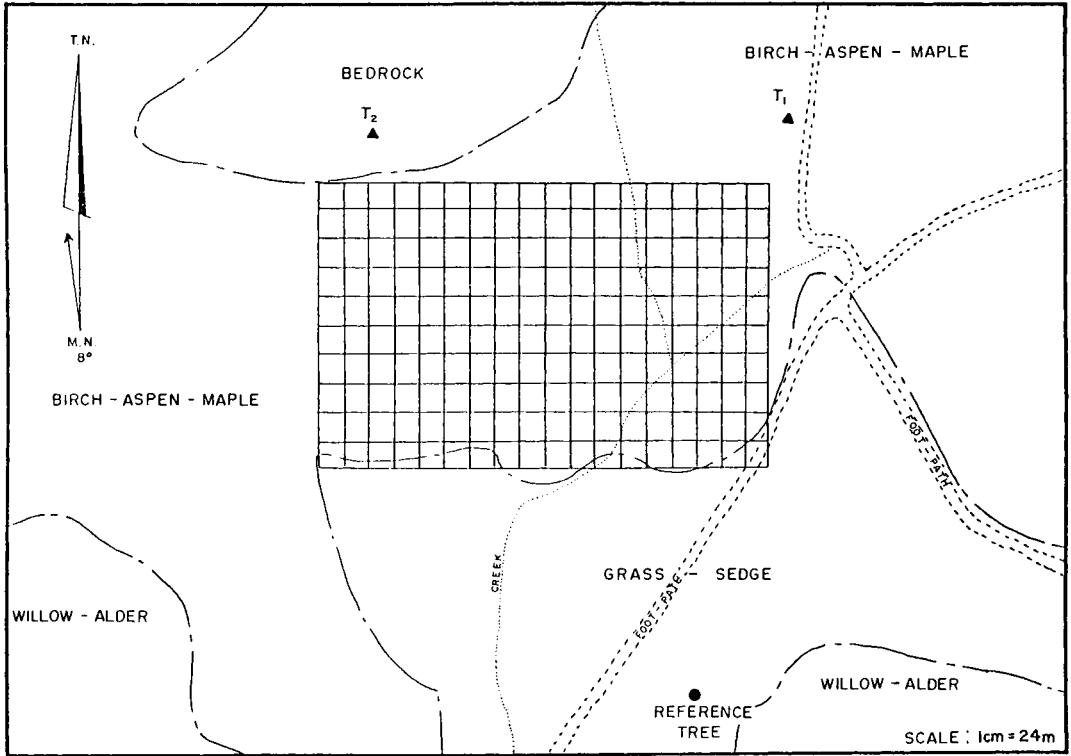 T.N.
BEDROCK
BIRCH - ASPEN - MAPLE
T₂
T₁
M.N.
8°
BIRCH - ASPEN - MAPLE
FOOT - PATH
CREEK
GRASS - SEDGE
FOOT - PATH
WILLOW - ALDER
WILLOW - ALDER
REFERENCE
TREE
SCALE : 1cm = 24m